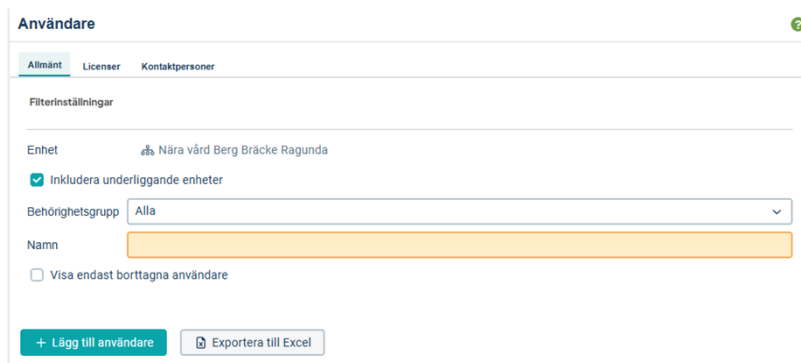 Användare
?
Allmänt Licenser Kontaktpersoner
Filterinställningar
Enhet Nära vård Berg Bräcke Ragunda
Inkludera underliggande enheter
Behörighetsgrupp Alla
Namn
Visa endast borttagna användare
+ Lägg till användare Exportera till Excel